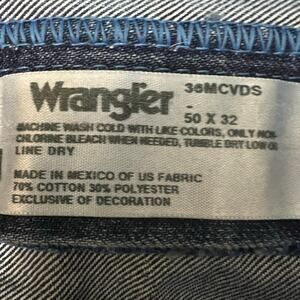 Wrangler
36MCVDS
-
50 X 32
MACHINE WASH COLD WITH LIKE COLORS, ONLY NON-
CHLORINE BLEACH WHEN NEEDED, TUMBLE DRY LOW OR
LINE DRY
MADE IN MEXICO OF US FABRIC
70% COTTON 30% POLYESTER
EXCLUSIVE OF DECORATION